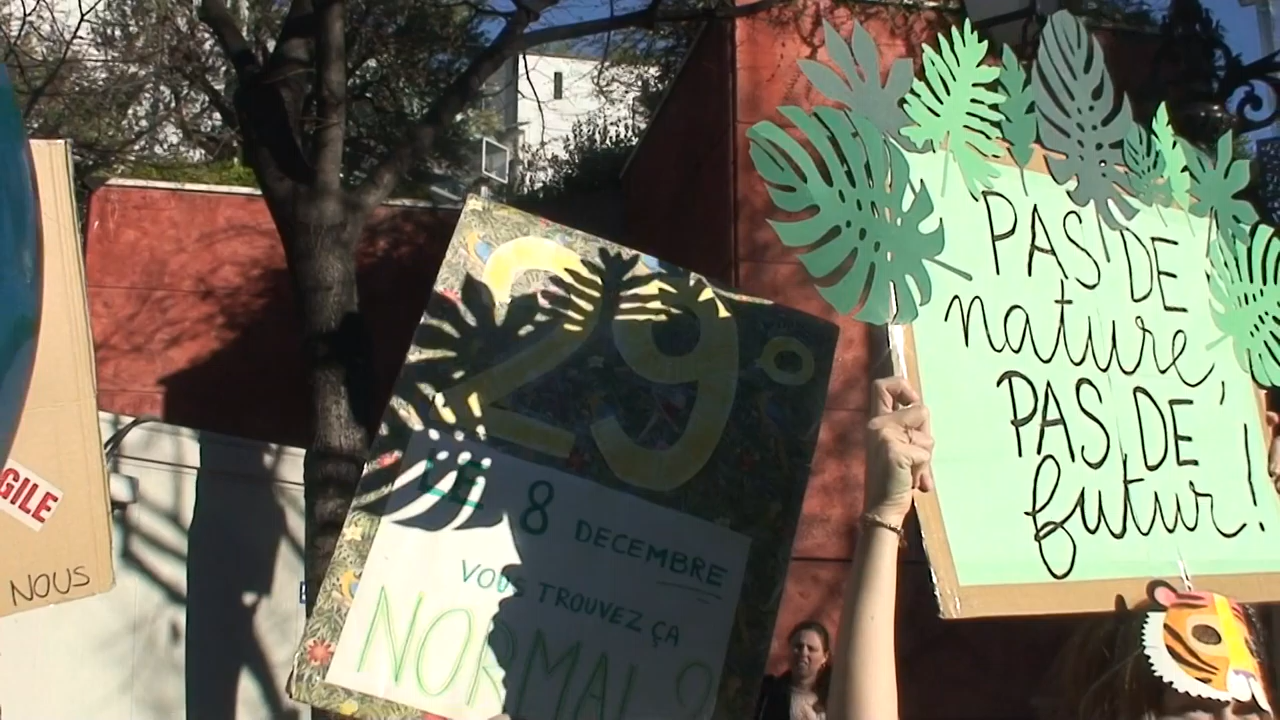 GILE
NOUS
29°
LE 8 DECEMBRE
VOUS TROUVEZ ÇA
NORMAL ?
PAS DE
nature,
PAS DE
futur !